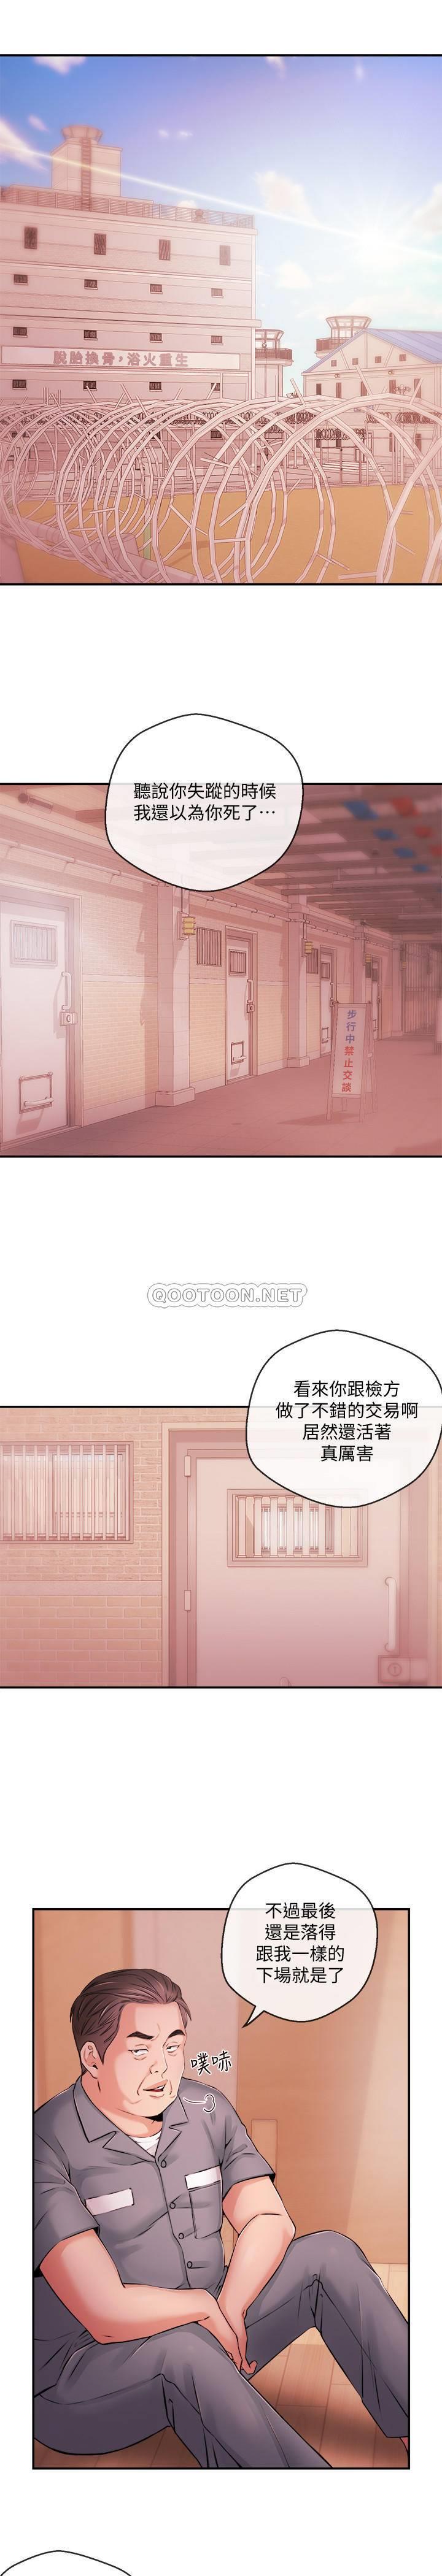 脫胎換骨，浴火重生
聽說你失蹤的時候
我還以為你死了…
步行中禁止交談
QOOTOON.NET
看來你跟檢方
做了不錯的交易啊
居然還活著
真厲害
不過最後
還是落得
跟我一樣的
下場就是了
噗哧